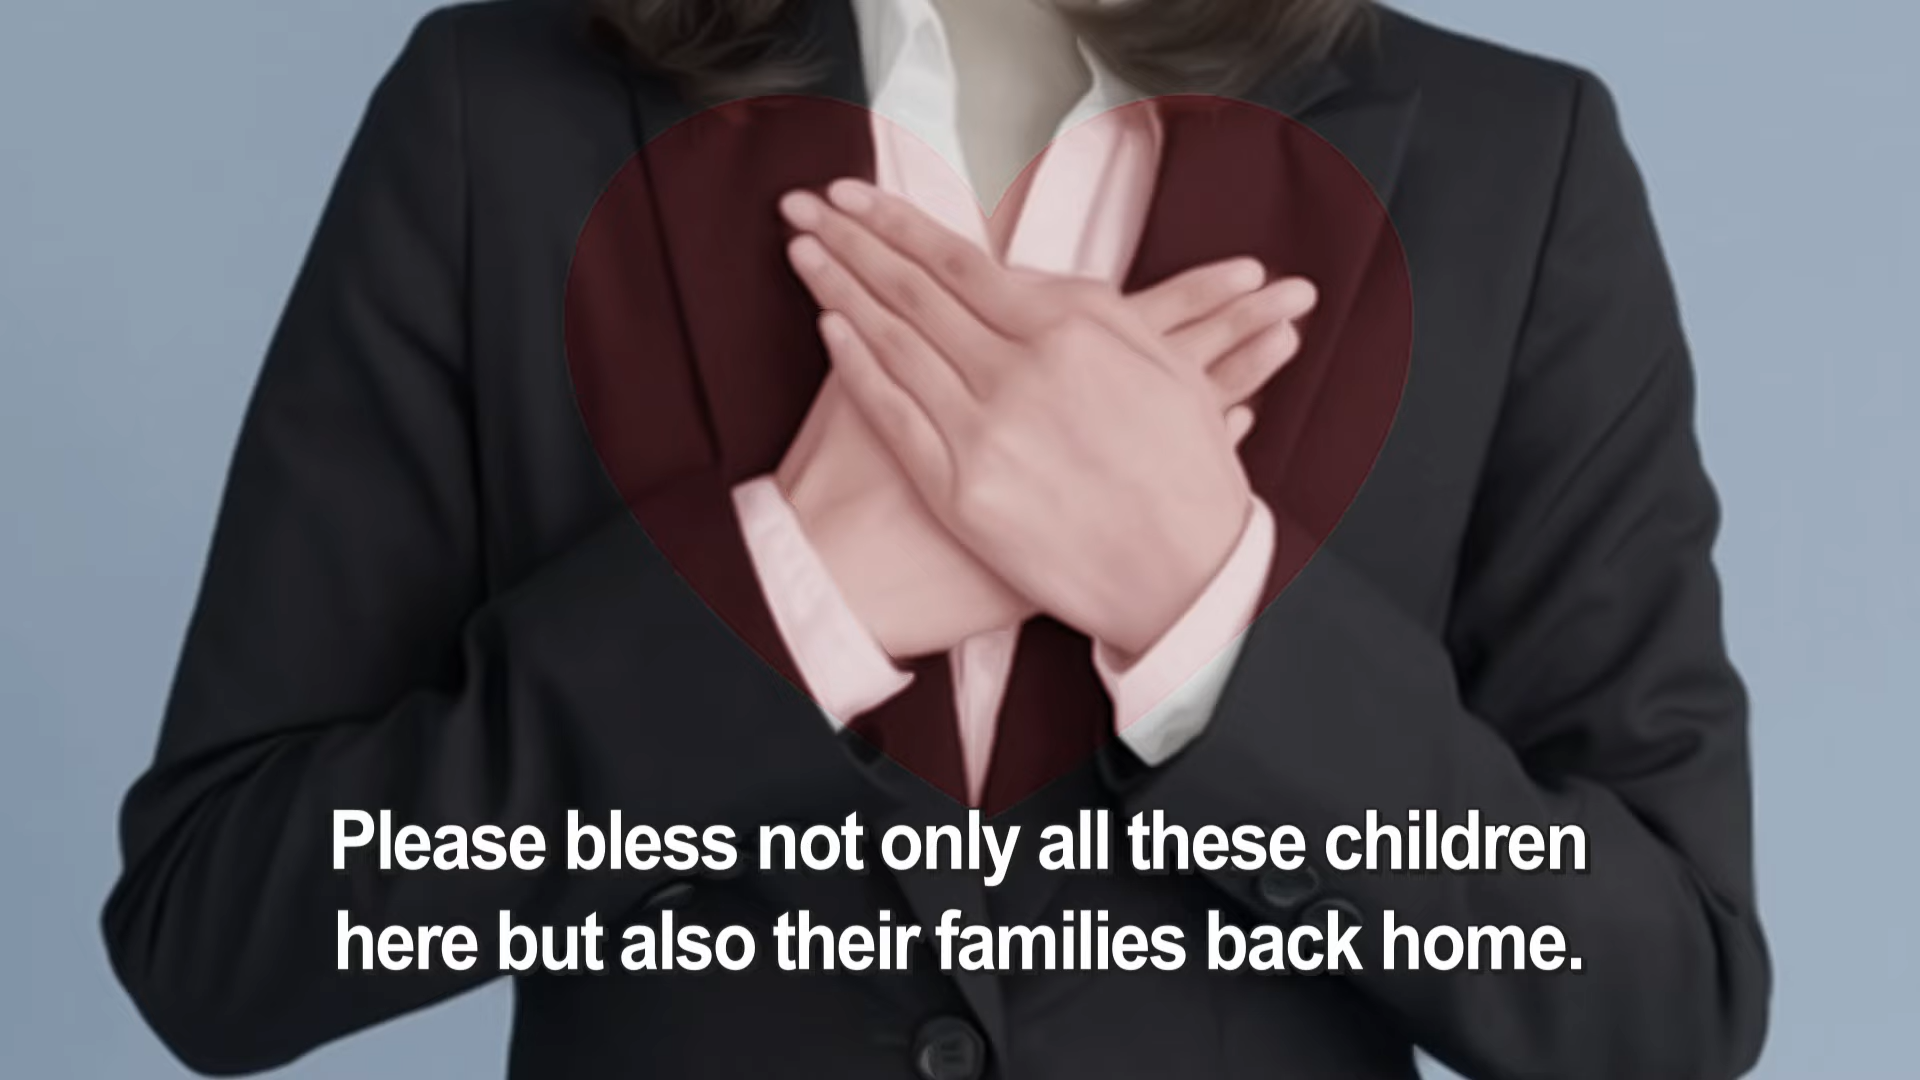 Please bless not only all these children
here but also their families back home.